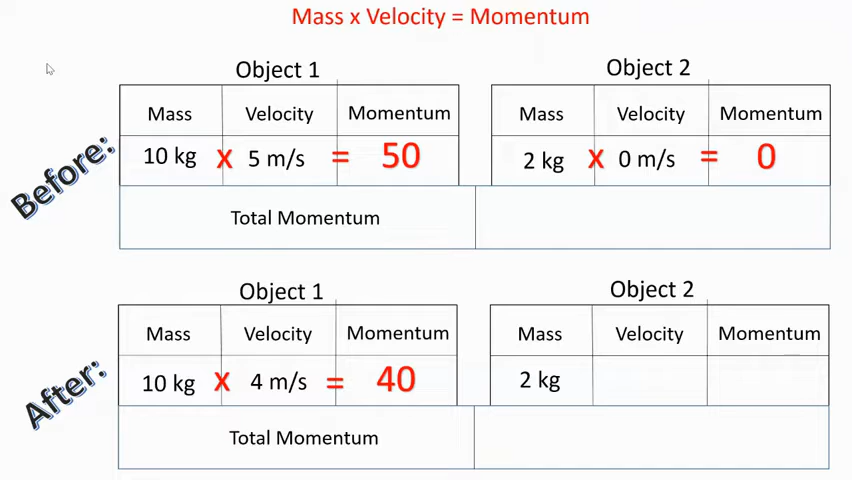 Mass x Velocity = Momentum
Object 1 Object 2
Mass Velocity Momentum Mass Velocity Momentum
Before: 10 kg x 5 m/s = 50 2 kg x 0 m/s = 0
Total Momentum
Object 1 Object 2
Mass Velocity Momentum Mass Velocity Momentum
After: 10 kg x 4 m/s = 40 2 kg
Total Momentum